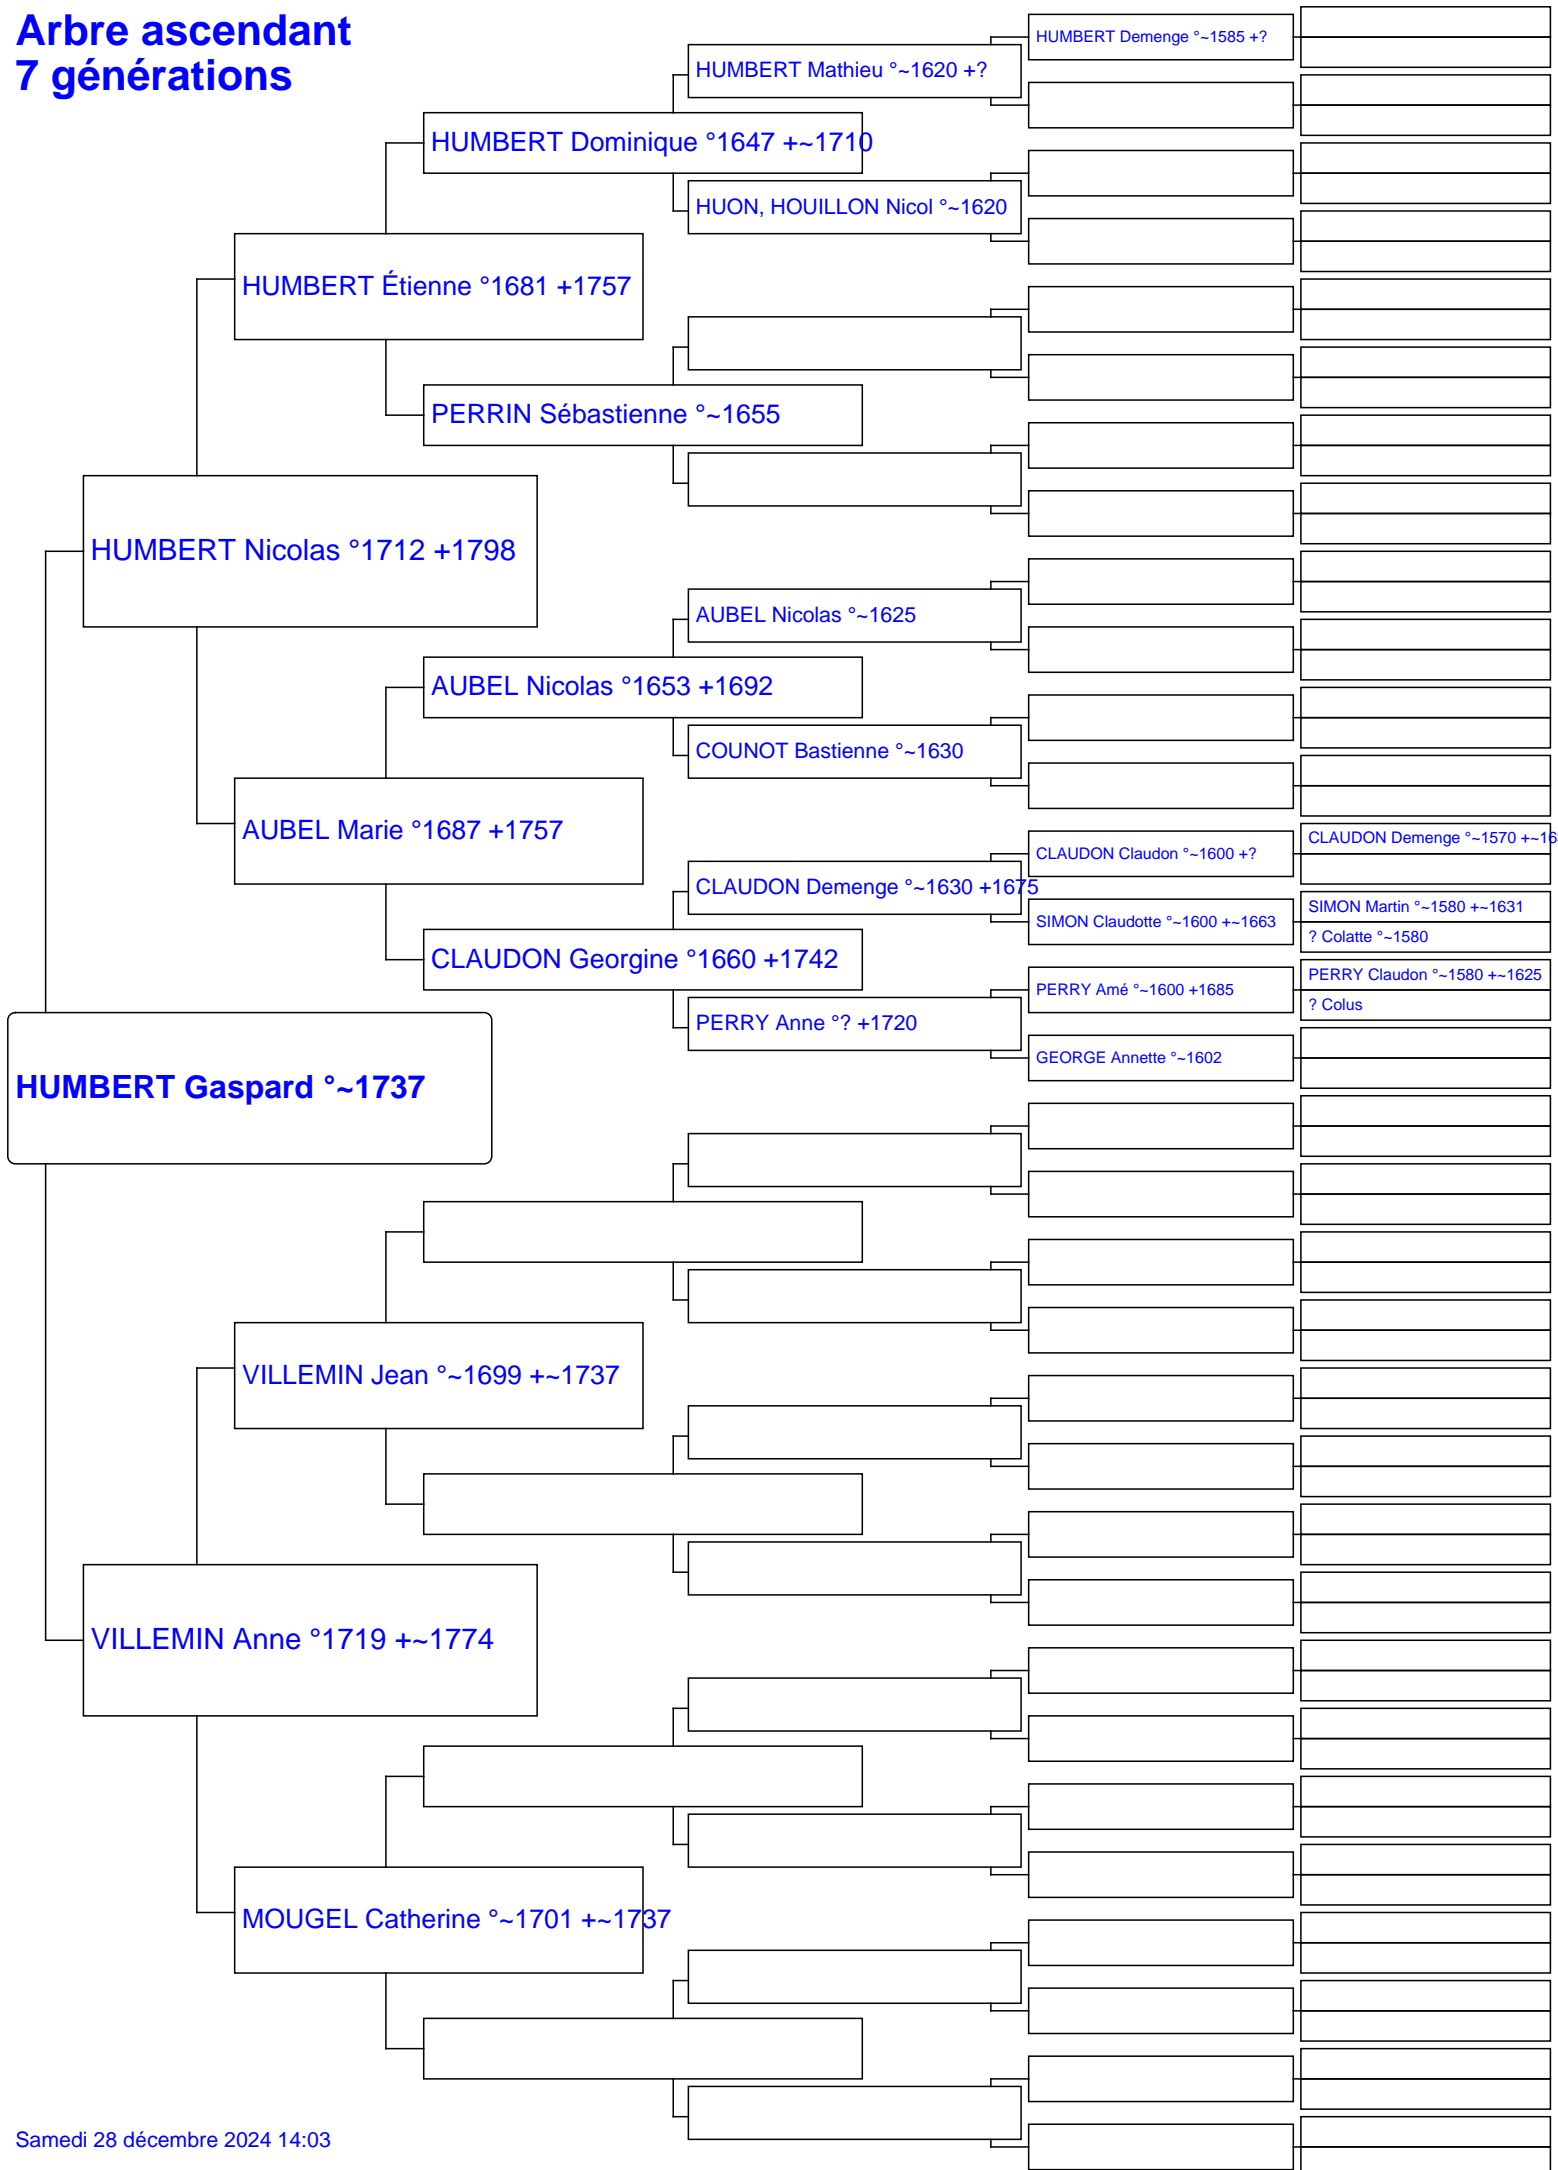 Arbre ascendant
7 générations
HUMBERT Demenge °~1585 +?
HUMBERT Mathieu °~1620 +?
HUMBERT Dominique °1647 +~1710
HUON, HOUILLON Nicol °~1620
HUMBERT Étienne °1681 +1757
PERRIN Sébastienne °~1655
HUMBERT Nicolas °1712 +1798
AUBEL Nicolas °~1625
AUBEL Nicolas °1653 +1692
COUNOT Bastienne °~1630
AUBEL Marie °1687 +1757
CLAUDON Demenge °~1570 +~16
CLAUDON Claudon °~1600 +?
CLAUDON Demenge °~1630 +1675
SIMON Martin °~1580 +~1631
SIMON Claudotte °~1600 +~1663
? Colatte °~1580
CLAUDON Georgine °1660 +1742
PERRY Claudon °~1580 +~1625
PERRY Amé °~1600 +1685
? Colus
PERRY Anne °? +1720
GEORGE Annette °~1602
HUMBERT Gaspard °~1737
VILLEMIN Jean °~1699 +~1737
VILLEMIN Anne °1719 +~1774
MOUGEL Catherine °~1701 +~1737
Samedi 28 décembre 2024 14:03